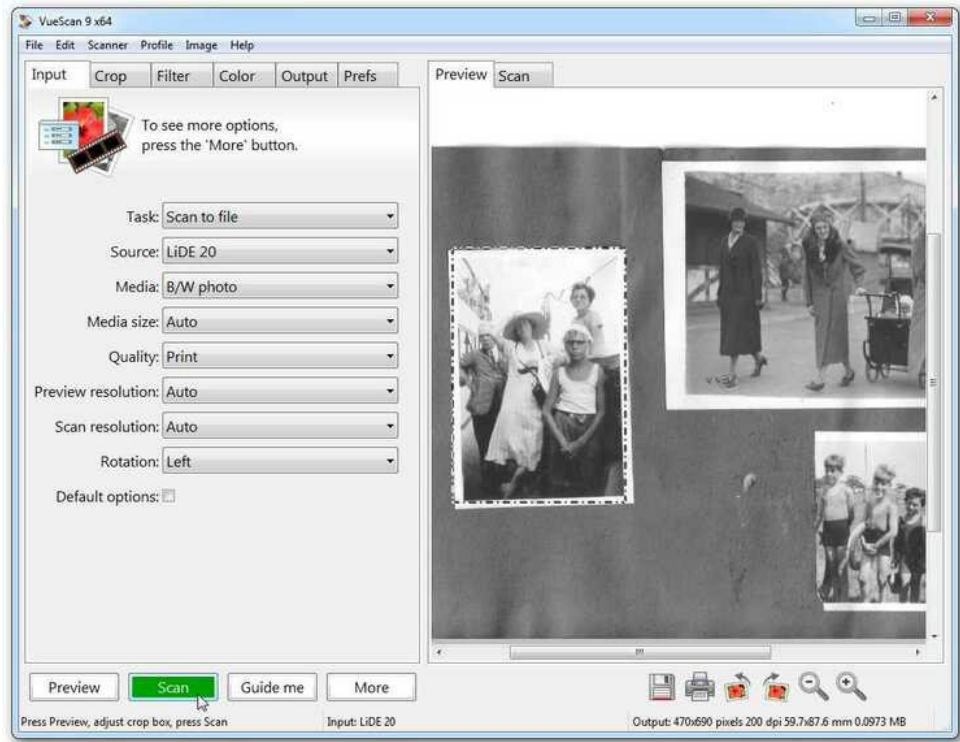 VueScan 9 x64
File Edit Scanner Profile Image Help
Input Crop Filter Color Output Prefs
Preview Scan
To see more options,
press the 'More' button.
Task: Scan to file
Source: LiDE 20
Media: B/W photo
Media size: Auto
Quality: Print
Preview resolution: Auto
Scan resolution: Auto
Rotation: Left
Default options:
Preview Scan Guide me More
Press Preview, adjust crop box, press Scan Input: LiDE 20 Output: 470x690 pixels 200 dpi 59.7x87.6 mm 0.0973 MB